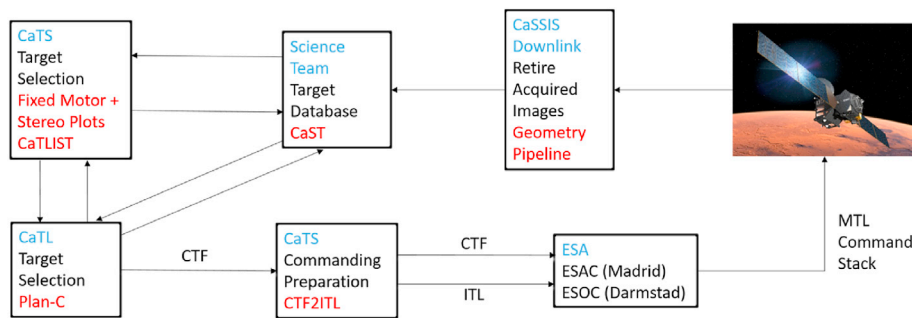 CaTS
Target
Selection
Fixed Motor +
Stereo Plots
CaTLIST
Science
Team
Target
Database
CaST
CaSSIS
Downlink
Retire
Acquired
Images
Geometry
Pipeline
CaTL
Target
Selection
Plan-C
CTF
CaTS
Commanding
Preparation
CTF2ITL
CTF
ITL
ESA
ESAC (Madrid)
ESOC (Darmstad)
MTL
Command
Stack